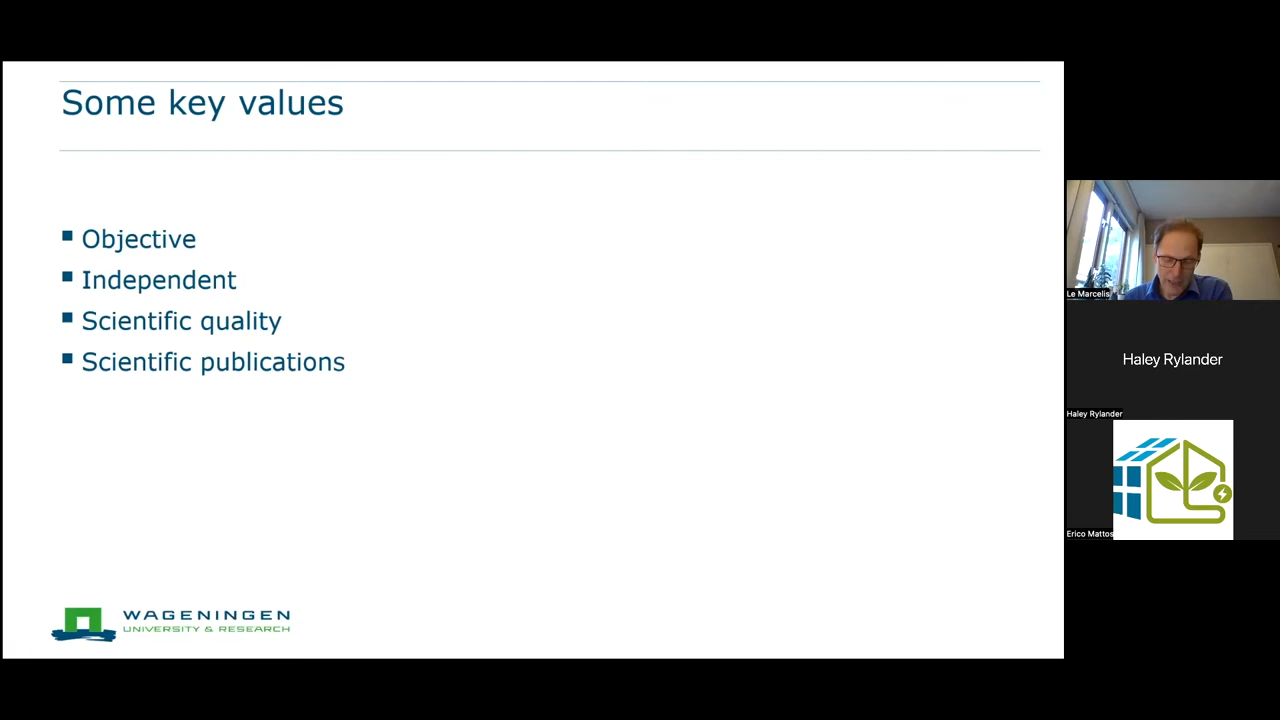 Some key values
Objective
Independent
Scientific quality
Scientific publications
WAGENINGEN
UNIVERSITY & RESEARCH
Le Marcelis
Haley Rylander
Haley Rylander
Erico Mattos